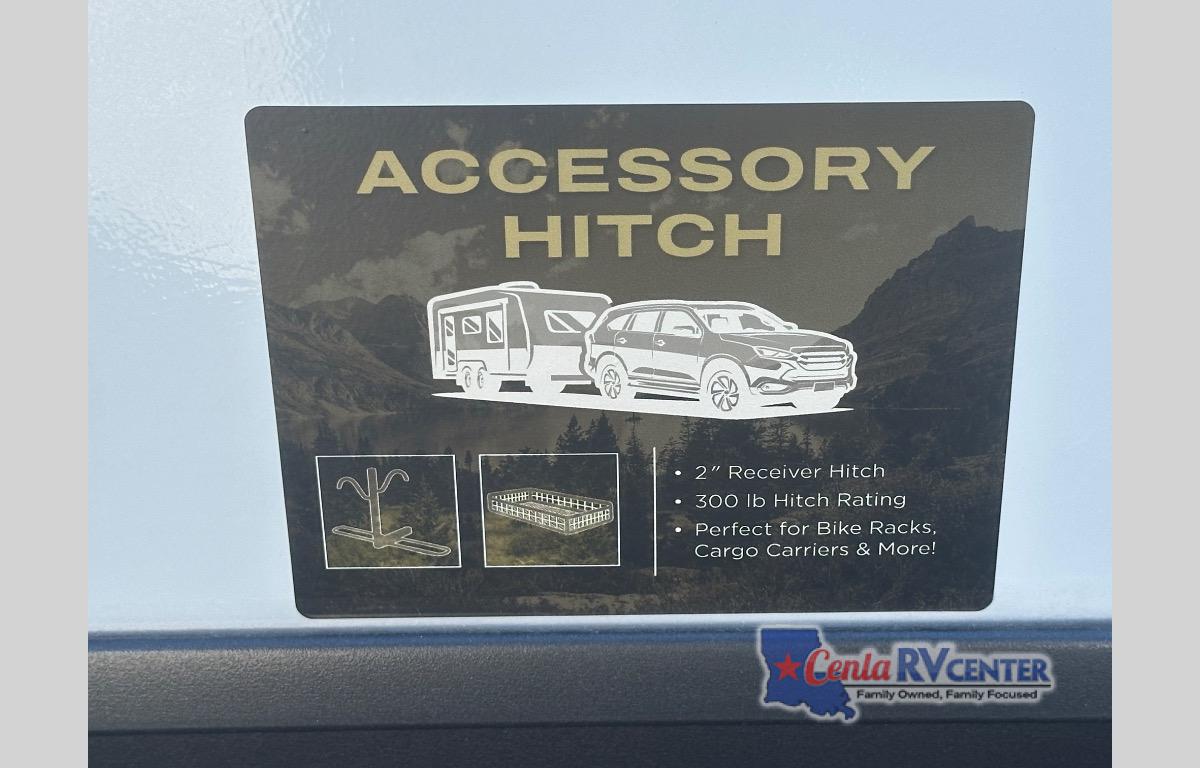 ACCESSORY
HITCH
• 2" Receiver Hitch
• 300 lb Hitch Rating
• Perfect for Bike Racks,
Cargo Carriers & More!
Cenla RV CENTER
Family Owned, Family Focused